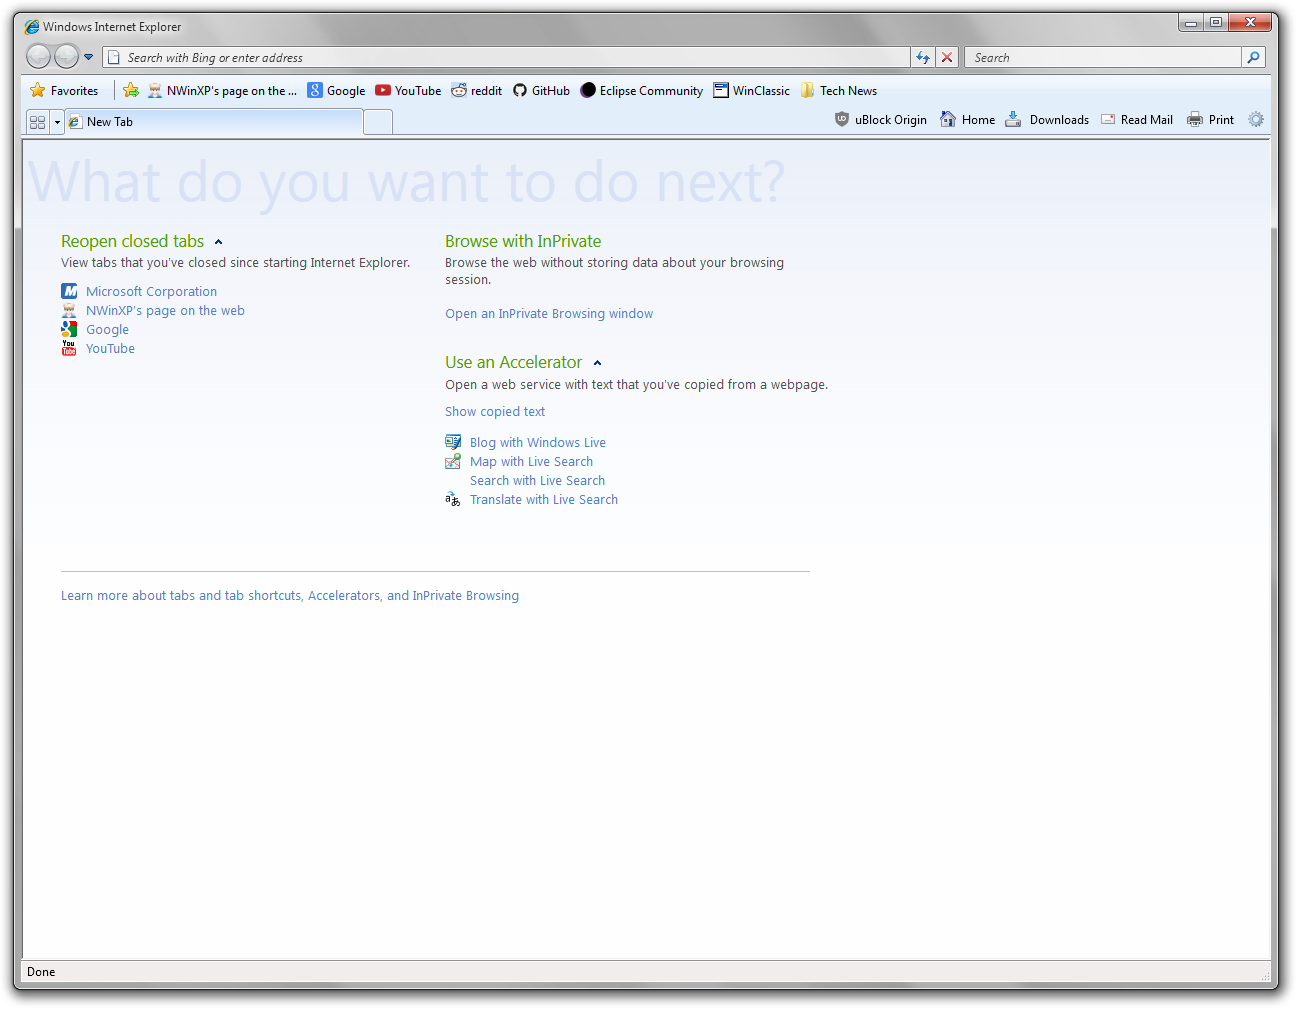 Windows Internet Explorer
Search with Bing or enter address
Search
Favorites
NWinXP's page on the ...
Google
YouTube
reddit
GitHub
Eclipse Community
WinClassic
Tech News
New Tab
uBlock Origin
Home
Downloads
Read Mail
Print
What do you want to do next?
Reopen closed tabs
View tabs that you've closed since starting Internet Explorer.
Microsoft Corporation
NWinXP's page on the web
Google
YouTube
Browse with InPrivate
Browse the web without storing data about your browsing
session.
Open an InPrivate Browsing window
Use an Accelerator
Open a web service with text that you've copied from a webpage.
Show copied text
Blog with Windows Live
Map with Live Search
Search with Live Search
Translate with Live Search
Learn more about tabs and tab shortcuts, Accelerators, and InPrivate Browsing
Done